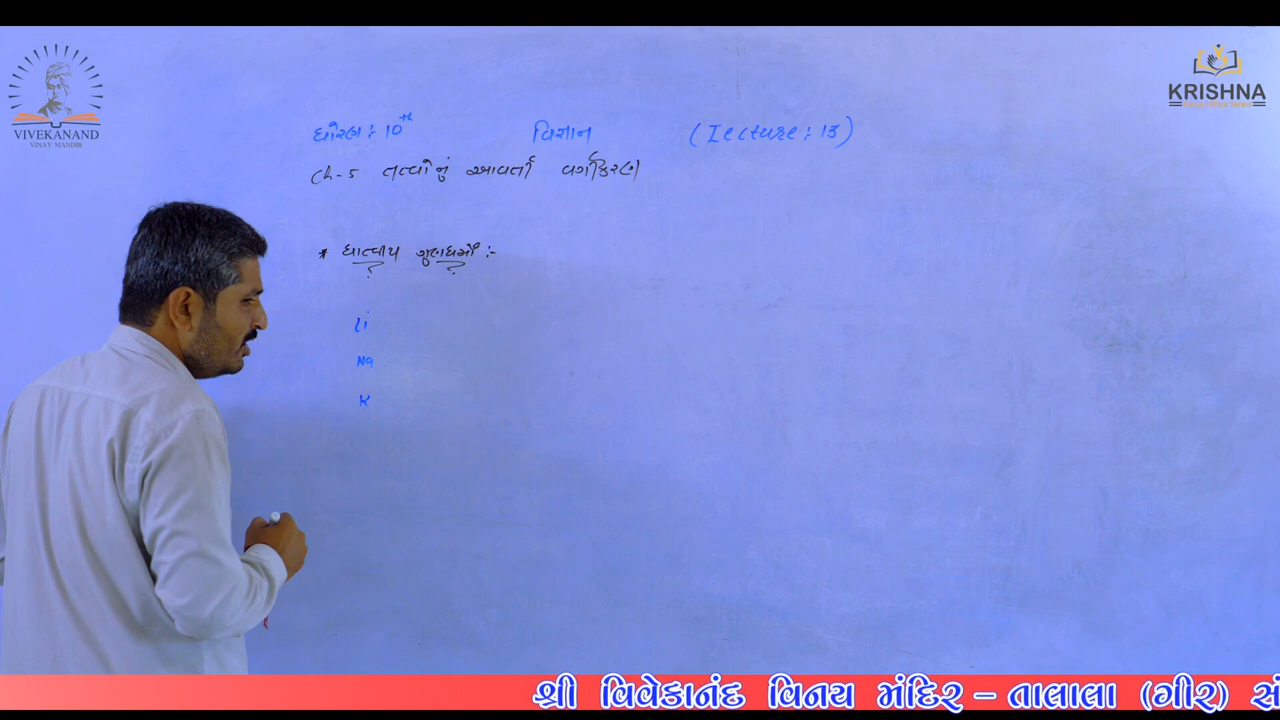 VIVEKANAND
VINAY MANDIR
KRISHNA
ધોરણ : 10th વિજ્ઞાન (Lecture : 13)
Ch-5 તત્વોનું આવર્તી વર્ગીકરણ
* ધાત્વીય ગુણધર્મો :-
? ?
Li
Na
K
શ્રી વિવેકાનંદ વિનય મંદિર – તાલાલા (ગીર) સં